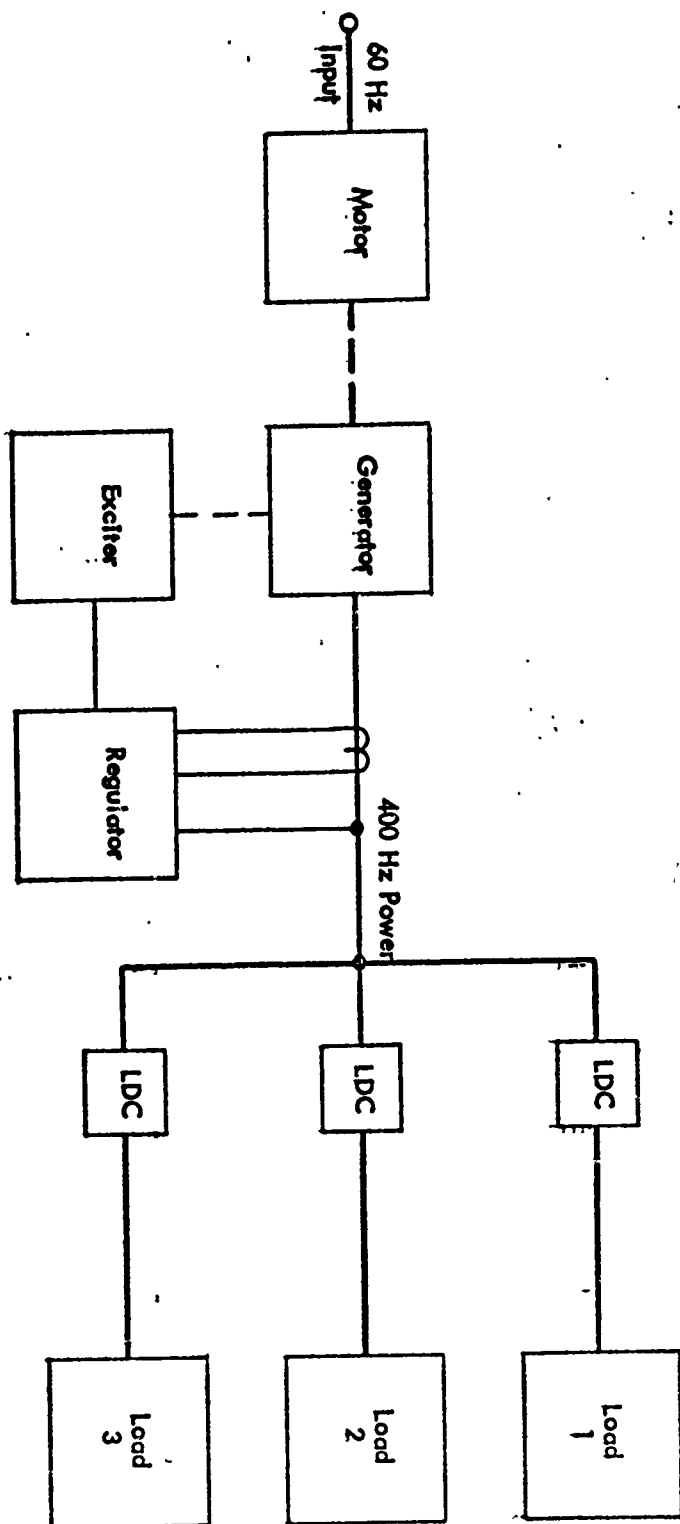 60 Hz
Input
Motor
Generator
Exciter
Regulator
400 Hz Power
LDC
LDC
LDC
Load
1
Load
2
Load
3